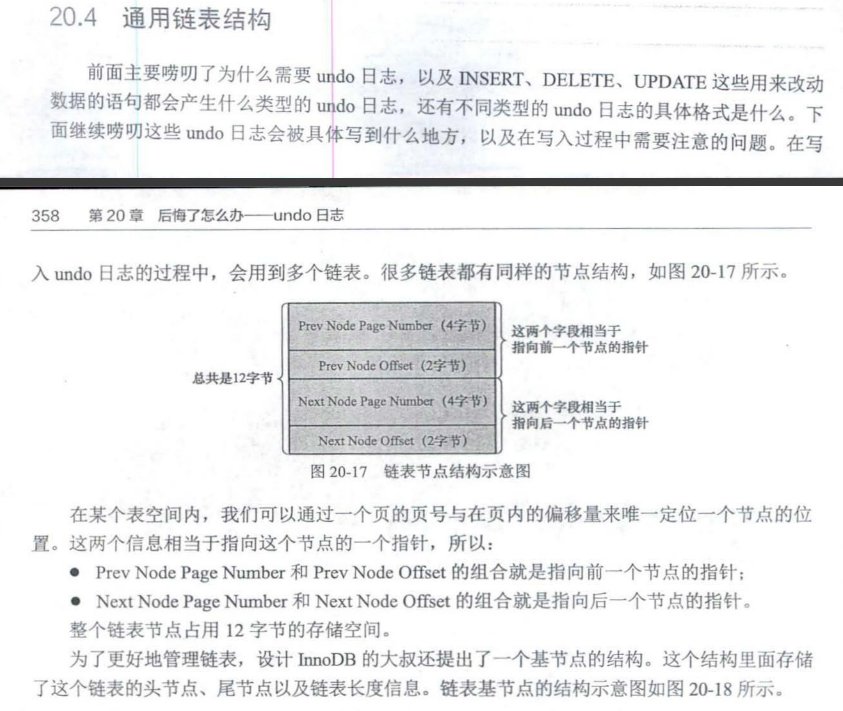 20.4 通用链表结构
前面主要唠叨了为什么需要 undo 日志，以及 INSERT、DELETE、UPDATE 这些用来改动
数据的语句都会产生什么类型的 undo 日志，还有不同类型的 undo 日志的具体格式是什么。下
面继续唠叨这些 undo 日志会被具体写到什么地方，以及在写入过程中需要注意的问题。在写
358 第 20 章 后悔了怎么办——undo 日志
入 undo 日志的过程中，会用到多个链表。很多链表都有同样的节点结构，如图 20-17 所示。
总共是12字节
Prev Node Page Number（4字节）
Prev Node Offset（2字节）
Next Node Page Number（4字节）
Next Node Offset（2字节）
这两个字段相当于
指向前一个节点的指针
这两个字段相当于
指向后一个节点的指针
图 20-17 链表节点结构示意图
在某个表空间内，我们可以通过一个页的页号与在页内的偏移量来唯一定位一个节点的位
置。这两个信息相当于指向这个节点的一个指针，所以：
● Prev Node Page Number 和 Prev Node Offset 的组合就是指向前一个节点的指针；
● Next Node Page Number 和 Next Node Offset 的组合就是指向后一个节点的指针。
整个链表节点占用 12 字节的存储空间。
为了更好地管理链表，设计 InnoDB 的大叔还提出了一个基节点的结构。这个结构里面存储
了这个链表的头节点、尾节点以及链表长度信息。链表基节点的结构示意图如图 20-18 所示。